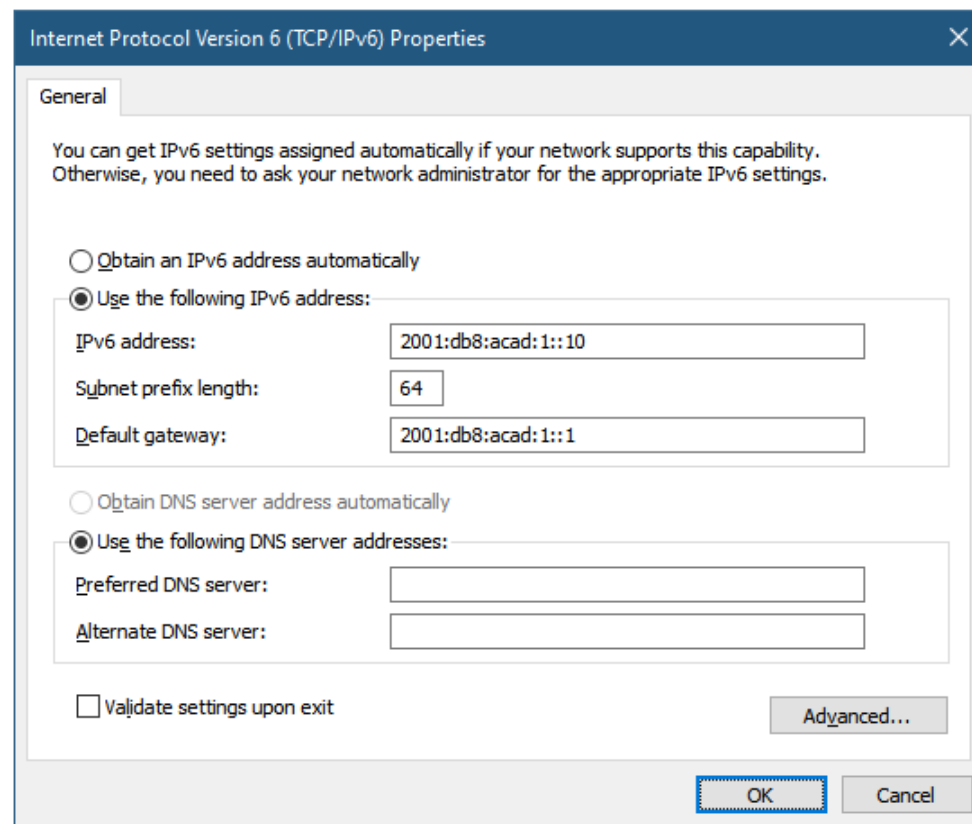 Internet Protocol Version 6 (TCP/IPv6) Properties
General
You can get IPv6 settings assigned automatically if your network supports this capability.
Otherwise, you need to ask your network administrator for the appropriate IPv6 settings.
Obtain an IPv6 address automatically
Use the following IPv6 address:
IPv6 address: 2001:db8:acad:1::10
Subnet prefix length: 64
Default gateway: 2001:db8:acad:1::1
Obtain DNS server address automatically
Use the following DNS server addresses:
Preferred DNS server:
Alternate DNS server:
Validate settings upon exit
Advanced...
OK Cancel